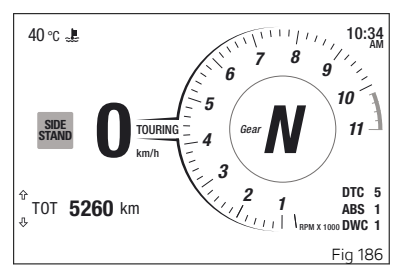 40 °C
10:34
AM
7
8
6
9
5
10
SIDE
STAND
0
TOURING
km/h
4
Gear N
11
3
2
1
RPM X 1000
TOT 5260 km
DTC 5
ABS 1
DWC 1
Fig 186